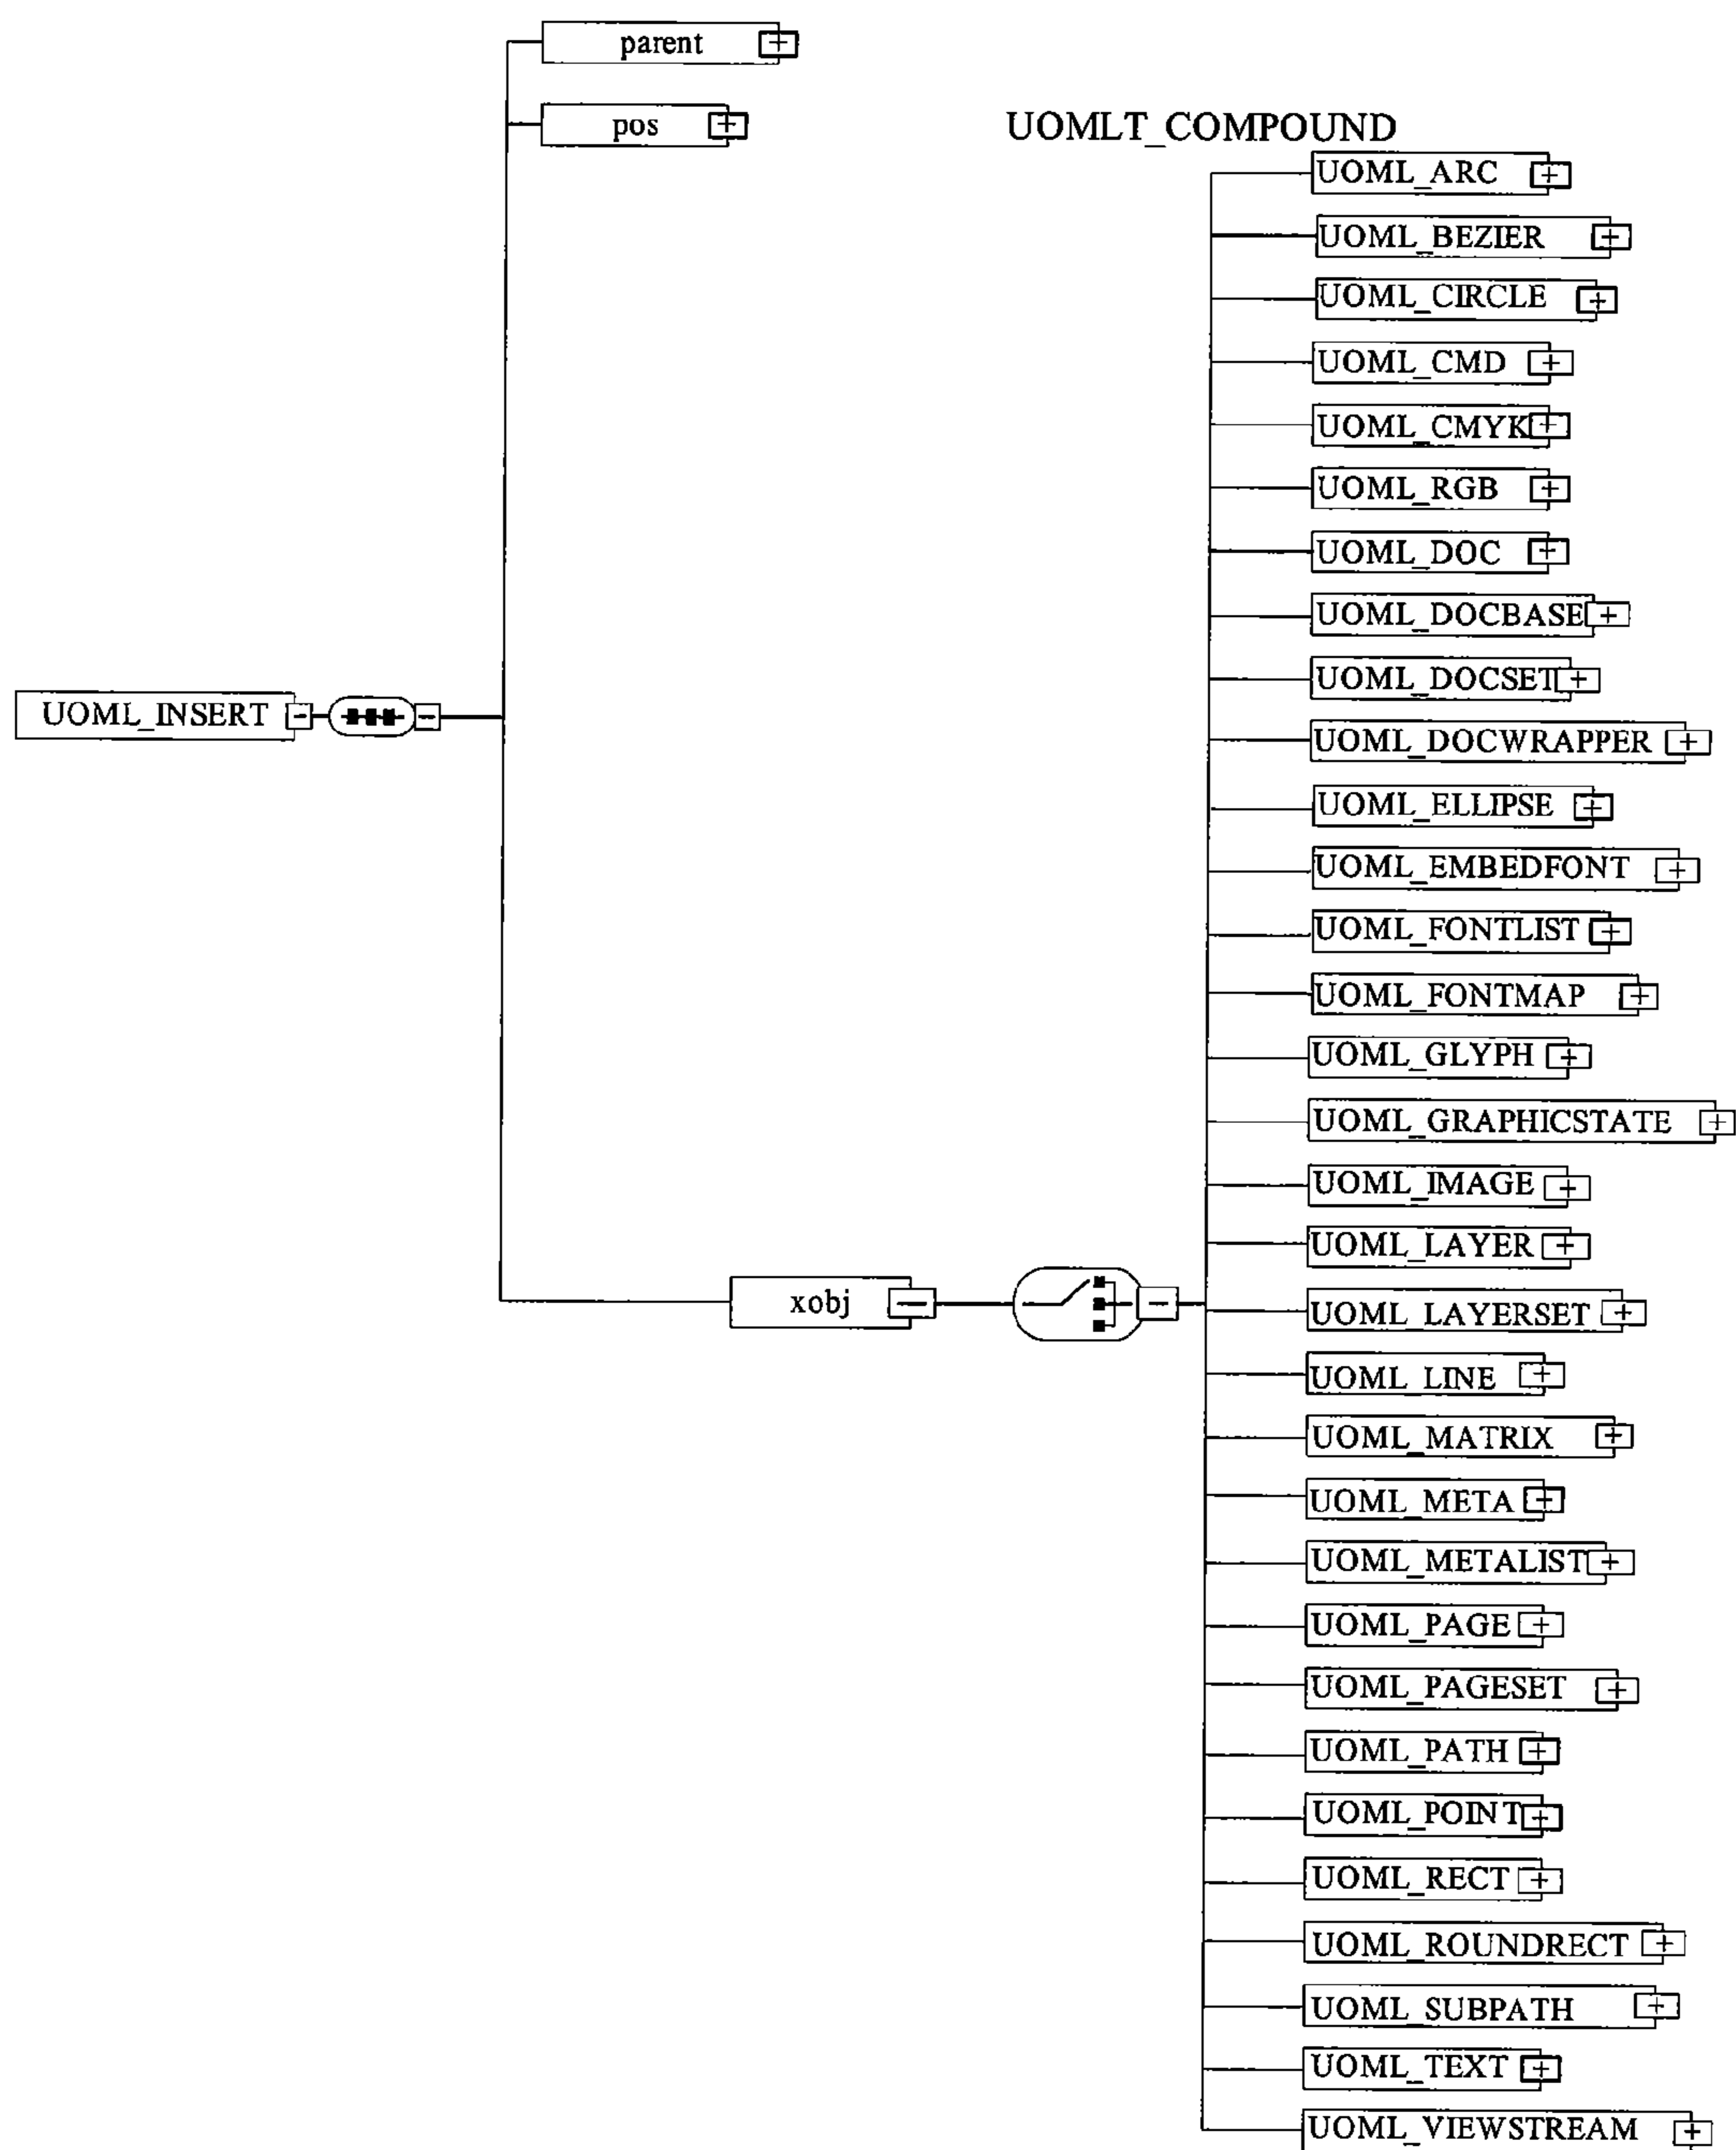 parent
pos
UOMLT_COMPOUND
UOML_ARC
UOML_BEZIER
UOML_CIRCLE
UOML_CMD
UOML_CMYK
UOML_RGB
UOML_DOC
UOML_DOCBASE
UOML_DOCSET
UOML_INSERT
UOML_DOCWRAPPER
UOML_ELLIPSE
UOML_EMBEDFONT
UOML_FONTLIST
UOML_FONTMAP
UOML_GLYPH
UOML_GRAPHICSTATE
UOML_IMAGE
UOML_LAYER
xobj
UOML_LAYERSET
UOML_LINE
UOML_MATRIX
UOML_META
UOML_METALIST
UOML_PAGE
UOML_PAGESET
UOML_PATH
UOML_POINT
UOML_RECT
UOML_ROUNDRECT
UOML_SUBPATH
UOML_TEXT
UOML_VIEWSTREAM